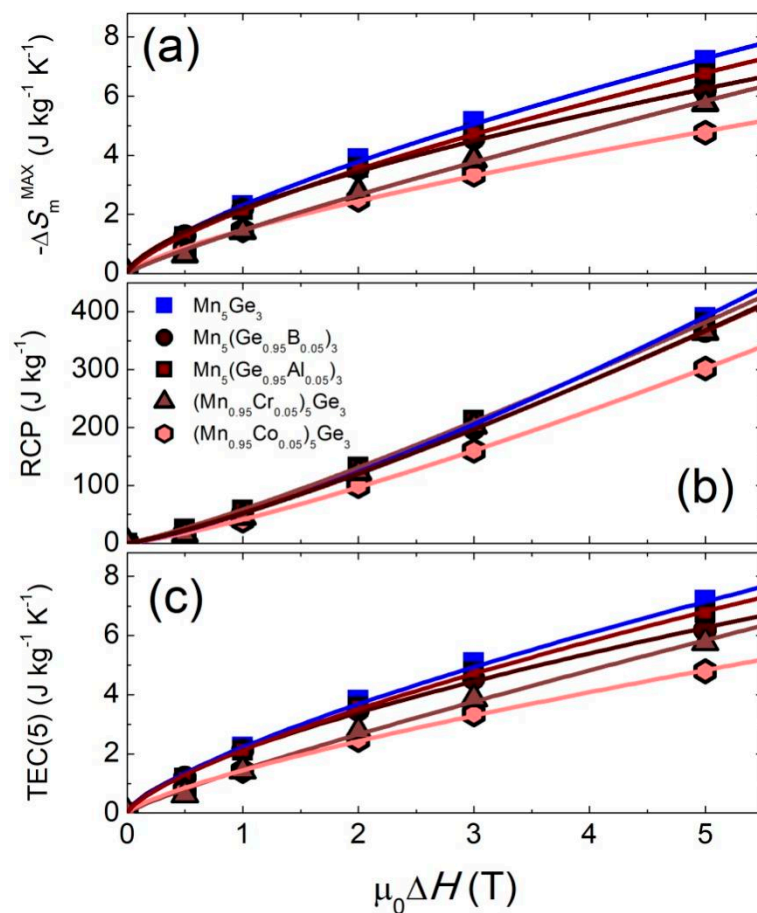 (a)
-ΔS_m^MAX (J kg⁻¹ K⁻¹)
8
6
4
2
0
Mn₅Ge₃
Mn₅(Ge₀.₉₅B₀.₀₅)₃
Mn₅(Ge₀.₉₅Al₀.₀₅)₃
(Mn₀.₉₅Cr₀.₀₅)₅Ge₃
(Mn₀.₉₅Co₀.₀₅)₅Ge₃
(b)
RCP (J kg⁻¹)
400
300
200
100
0
(c)
TEC(5) (J kg⁻¹ K⁻¹)
8
6
4
2
0
0 1 2 3 4 5
μ₀ΔH (T)